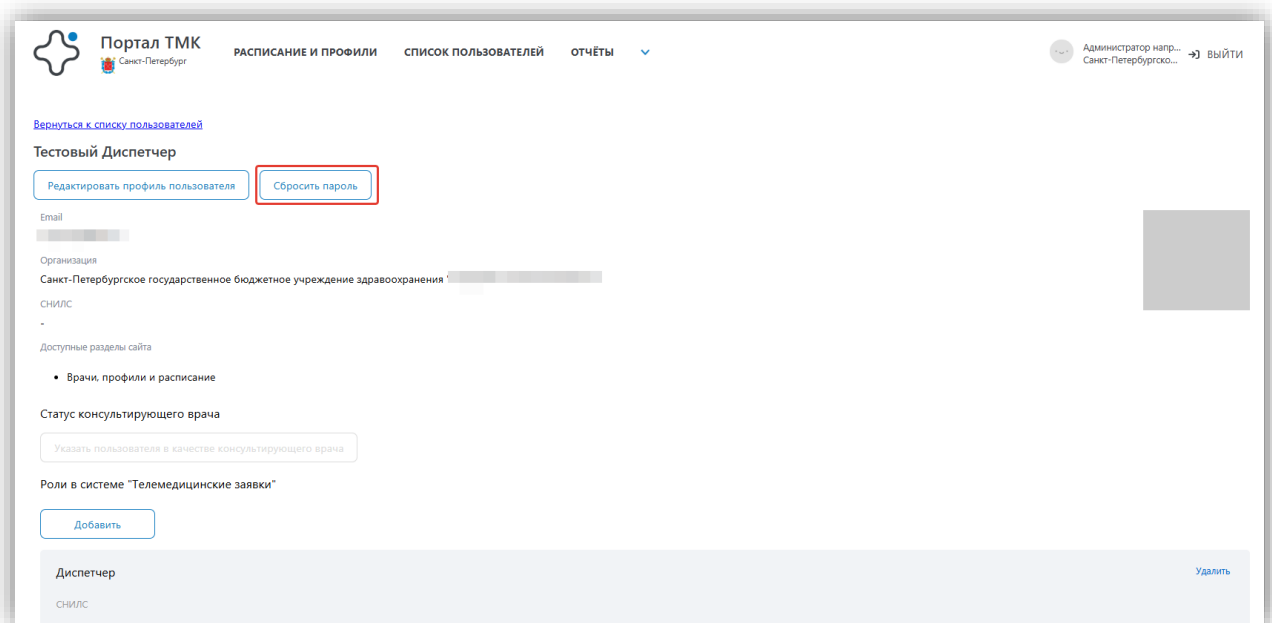 Портал ТМК
Санкт-Петербург
РАСПИСАНИЕ И ПРОФИЛИ СПИСОК ПОЛЬЗОВАТЕЛЕЙ ОТЧЁТЫ
Администратор напр...
Санкт-Петербургско...
ВЫЙТИ
Вернуться к списку пользователей
Тестовый Диспетчер
Редактировать профиль пользователя Сбросить пароль
Email
Организация
Санкт-Петербургское государственное бюджетное учреждение здравоохранения "
СНИЛС
-
Доступные разделы сайта
• Врачи, профили и расписание
Статус консультирующего врача
Указать пользователя в качестве консультирующего врача
Роли в системе "Телемедицинские заявки"
Добавить
Диспетчер Удалить
СНИЛС